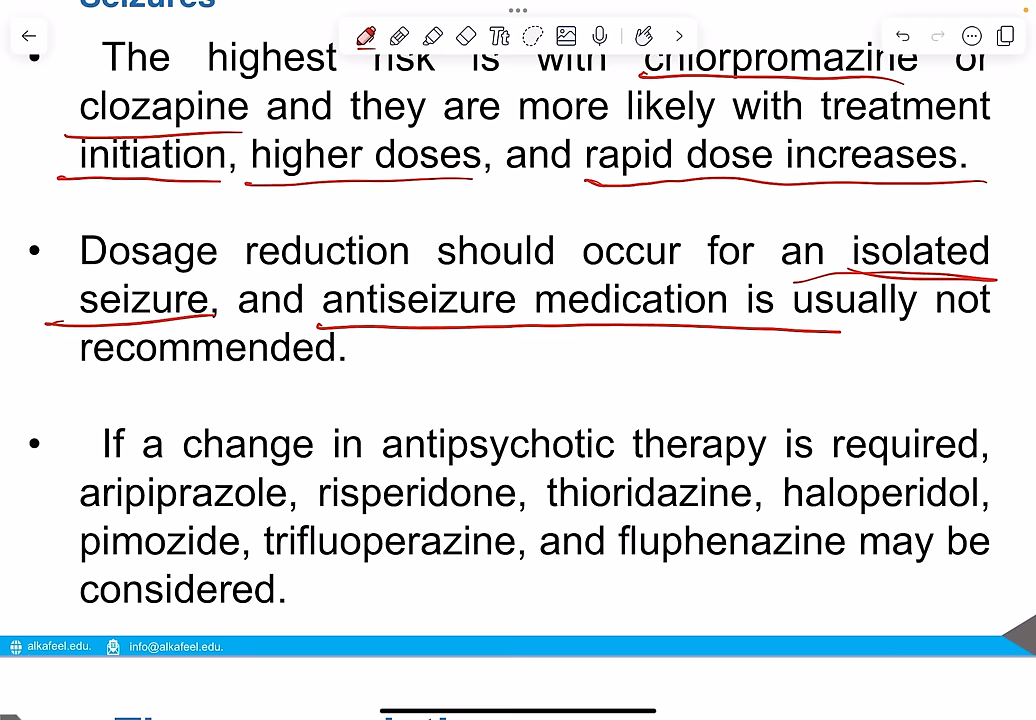 Seizures
• The highest risk is with chlorpromazine or
clozapine and they are more likely with treatment
initiation, higher doses, and rapid dose increases.
• Dosage reduction should occur for an isolated
seizure, and antiseizure medication is usually not
recommended.
• If a change in antipsychotic therapy is required,
aripiprazole, risperidone, thioridazine, haloperidol,
pimozide, trifluoperazine, and fluphenazine may be
considered.
alkafeel.edu. info@alkafeel.edu.